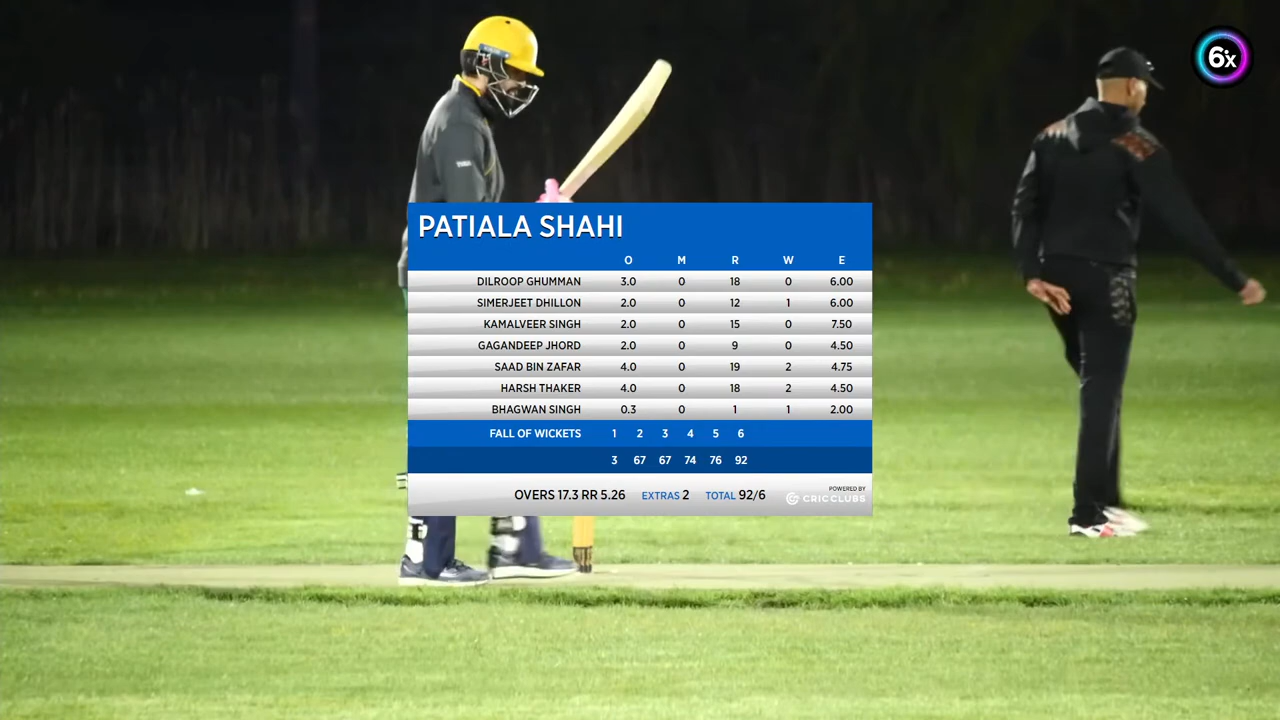 6x
PATIALA SHAHI
O M R W E
DILROOP GHUMMAN 3.0 0 18 0 6.00
SIMERJEET DHILLON 2.0 0 12 1 6.00
KAMALVEER SINGH 2.0 0 15 0 7.50
GAGANDEEP JHORD 2.0 0 9 0 4.50
SAAD BIN ZAFAR 4.0 0 19 2 4.75
HARSH THAKER 4.0 0 18 2 4.50
BHAGWAN SINGH 0.3 0 1 1 2.00
FALL OF WICKETS 1 2 3 4 5 6
3 67 67 74 76 92
OVERS 17.3 RR 5.26 EXTRAS 2 TOTAL 92/6
POWERED BY
CRICCLUBS